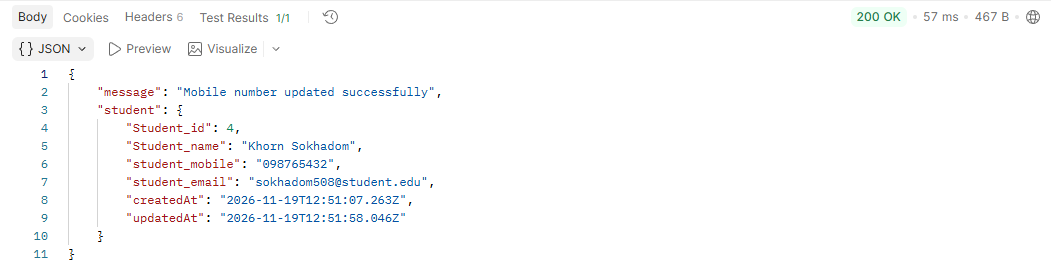 Body Cookies Headers 6 Test Results 1/1 200 OK • 57 ms • 467 B •
{} JSON Preview Visualize
1 {
2 "message": "Mobile number updated successfully",
3 "student": {
4 "Student_id": 4,
5 "Student_name": "Khorn Sokhadom",
6 "student_mobile": "098765432",
7 "student_email": "sokhadom508@student.edu",
8 "createdAt": "2026-11-19T12:51:07.263Z",
9 "updatedAt": "2026-11-19T12:51:58.046Z"
10 }
11 }